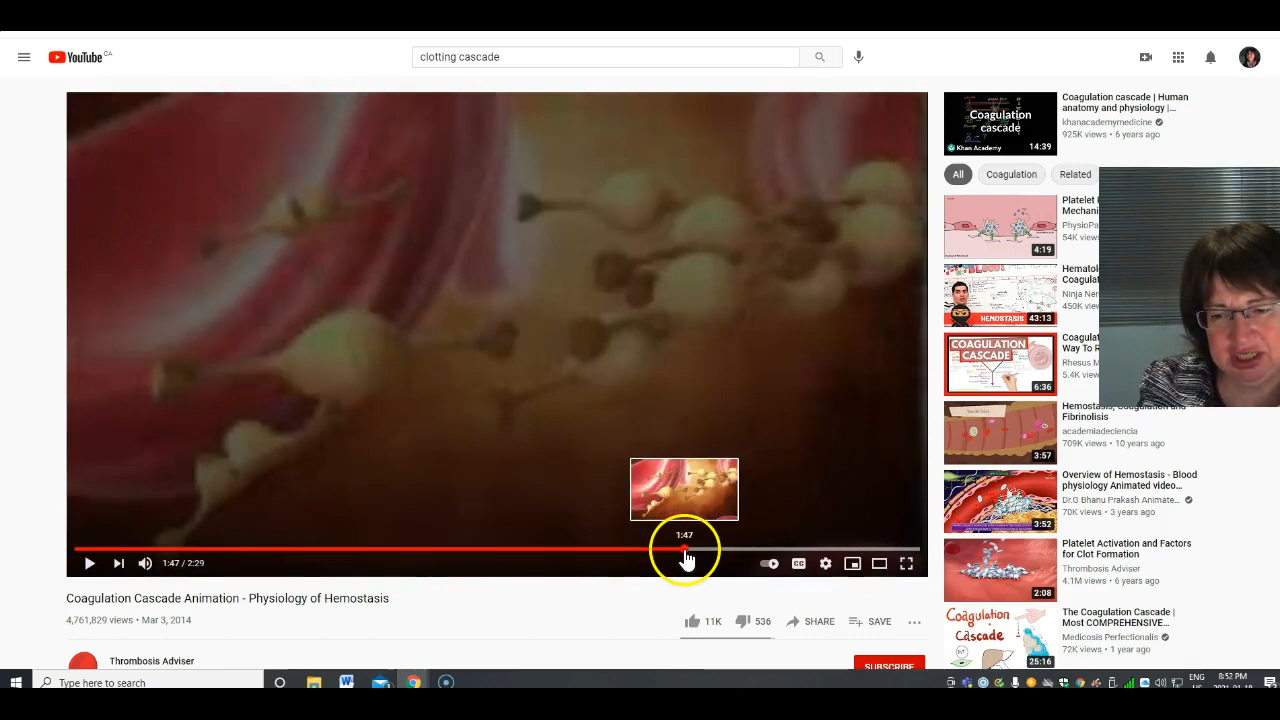 YouTube CA
clotting cascade
Coagulation cascade
Khan Academy
14:39
Coagulation cascade | Human
anatomy and physiology |...
khanacademymedicine
925K views • 6 years ago
All
Coagulation
Related
4:19
Platelet
Mechani
PhysioPa
54K view
HEMOSTASIS
43:13
Hematol
Coagula
Ninja Ner
450K view
COAGULATION
CASCADE
6:36
Coagulat
Way To R
Rhesus M
5.4K view
3:57
Hemostasis, Coagulation and
Fibrinolisis
academiadeciencia
709K views • 10 years ago
3:52
Overview of Hemostasis - Blood
physiology Animated video...
Dr.G Bhanu Prakash Animate...
70K views • 3 years ago
2:08
Platelet Activation and Factors
for Clot Formation
Thrombosis Adviser
4.1M views • 6 years ago
Coagulation
Cascade
25:16
The Coagulation Cascade |
Most COMPREHENSIVE...
Medicosis Perfectionalis
72K views • 1 year ago
1:47
1:47 / 2:29
CC
Coagulation Cascade Animation - Physiology of Hemostasis
4,761,829 views • Mar 3, 2014
11K
536
SHARE
SAVE
Thrombosis Adviser
SUBSCRIBE
Type here to search
ENG
8:52 PM